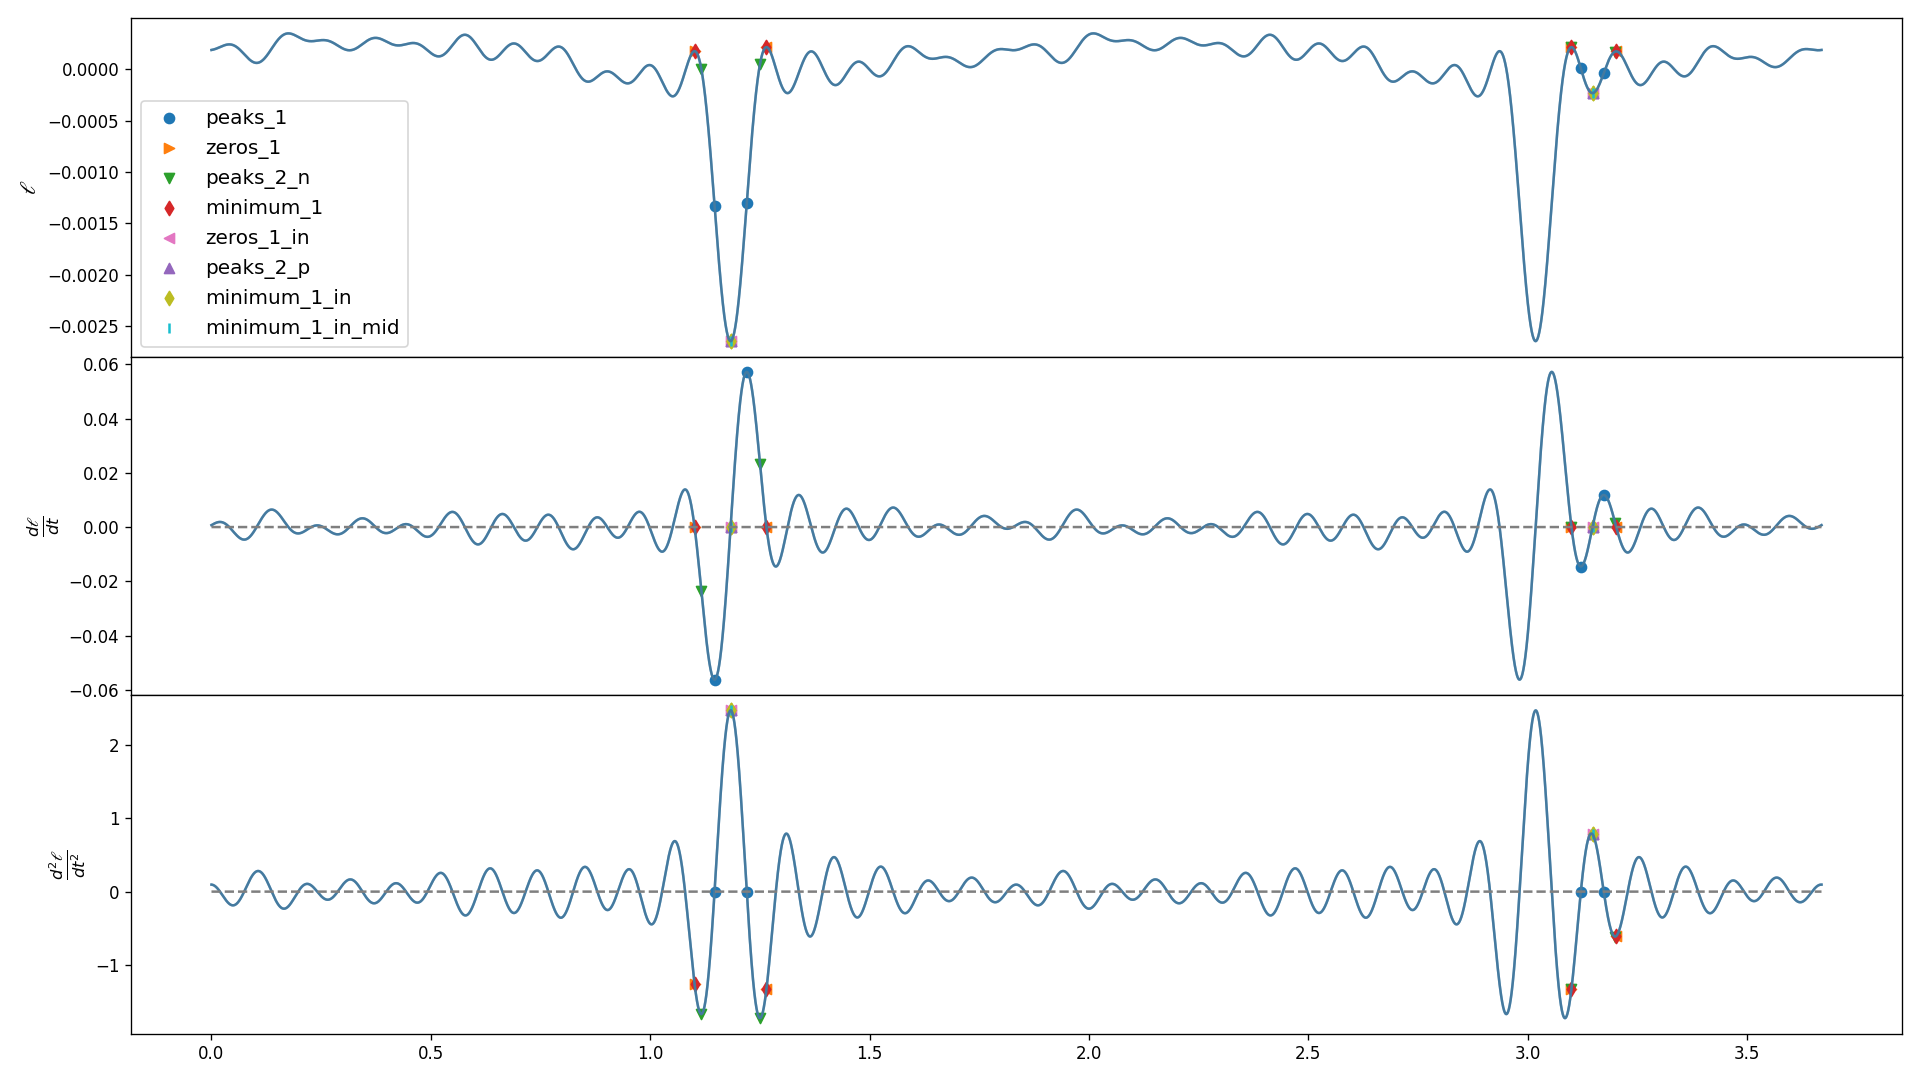 0.0000
−0.0005
−0.0010
−0.0015
−0.0020
−0.0025
ℓ
peaks_1
zeros_1
peaks_2_n
minimum_1
zeros_1_in
peaks_2_p
minimum_1_in
minimum_1_in_mid
0.06
0.04
0.02
0.00
−0.02
−0.04
−0.06
dℓ
dt
2
1
0
−1
d²ℓ
dt²
0.0 0.5 1.0 1.5 2.0 2.5 3.0 3.5